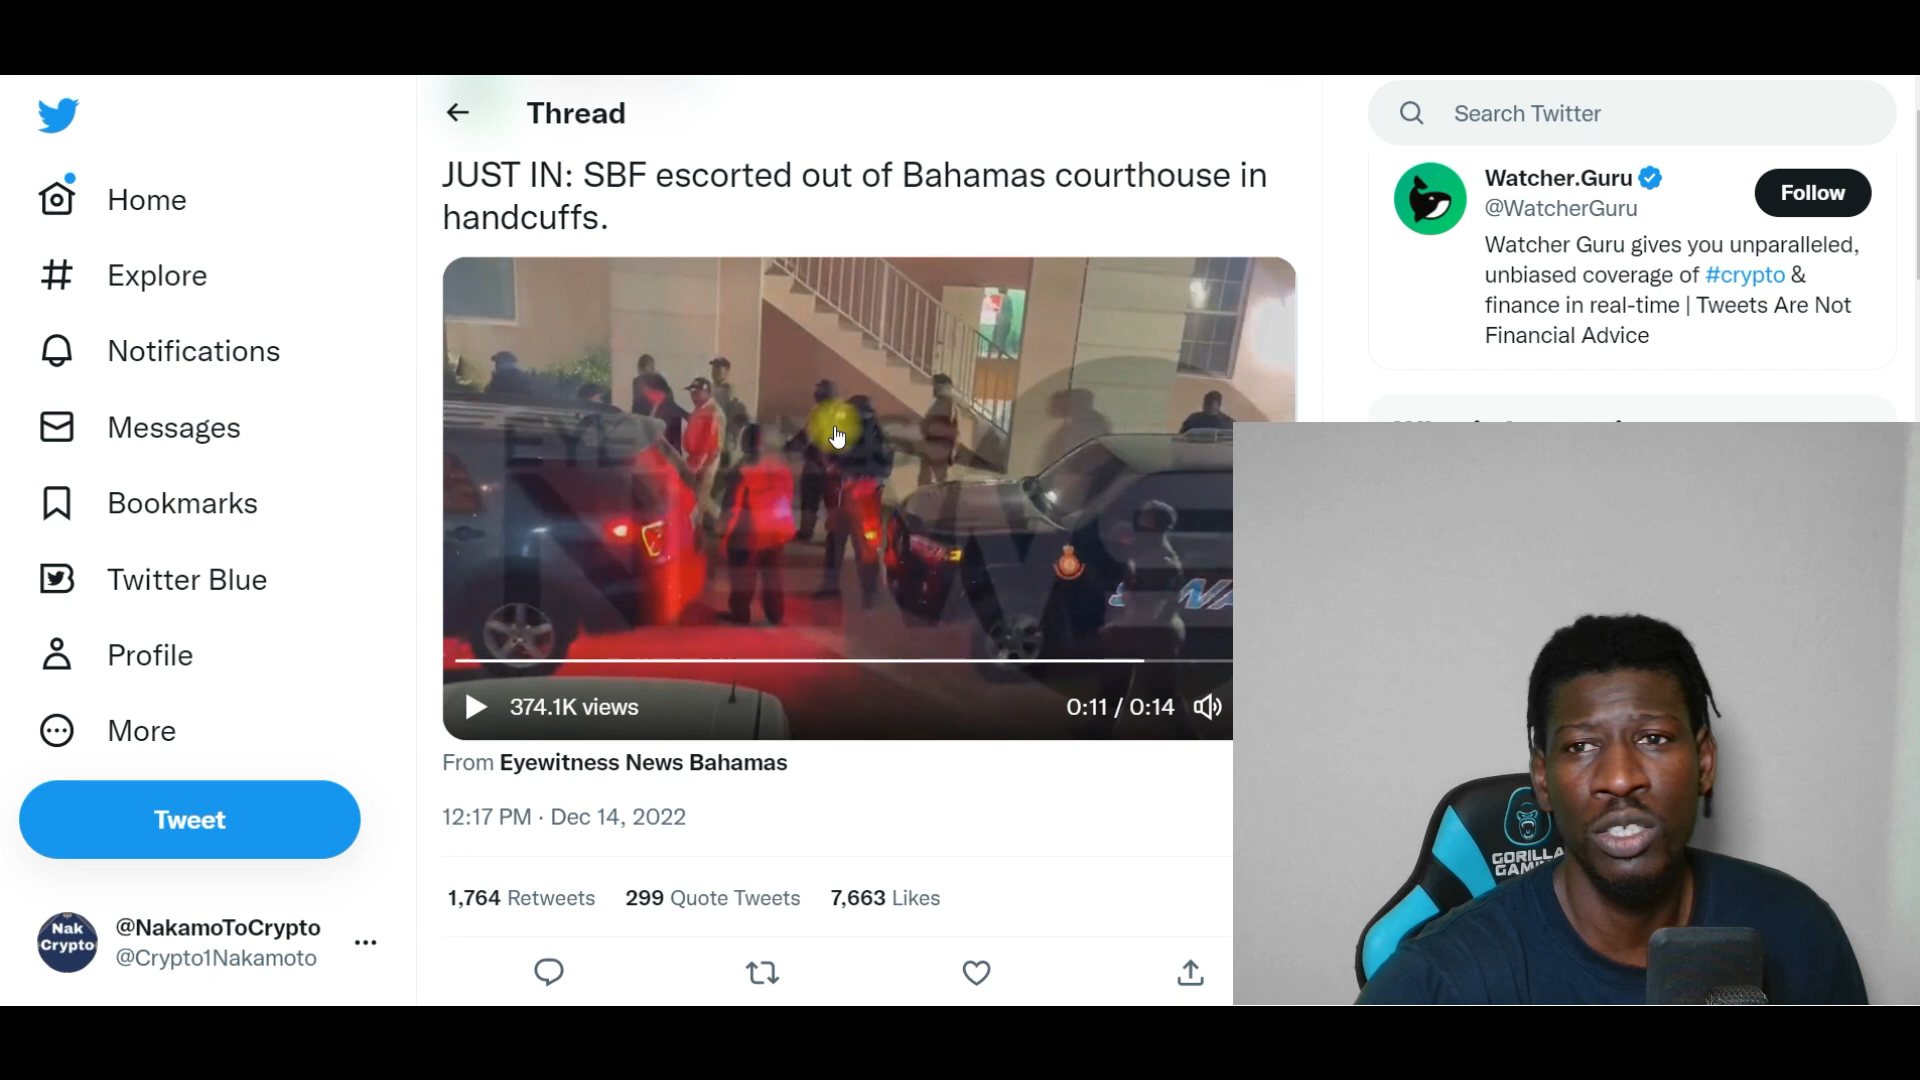 Home
Explore
Notifications
Messages
Bookmarks
Twitter Blue
Profile
More
Tweet
Nak
Crypto
@NakamoToCrypto
@Crypto1Nakamoto
Thread
JUST IN: SBF escorted out of Bahamas courthouse in
handcuffs.
EYEWITNESS
NEWS
374.1K views
0:11 / 0:14
From Eyewitness News Bahamas
12:17 PM · Dec 14, 2022
1,764 Retweets 299 Quote Tweets 7,663 Likes
Search Twitter
Watcher.Guru
@WatcherGuru
Follow
Watcher Guru gives you unparalleled,
unbiased coverage of #crypto &
finance in real-time | Tweets Are Not
Financial Advice
GORILLA